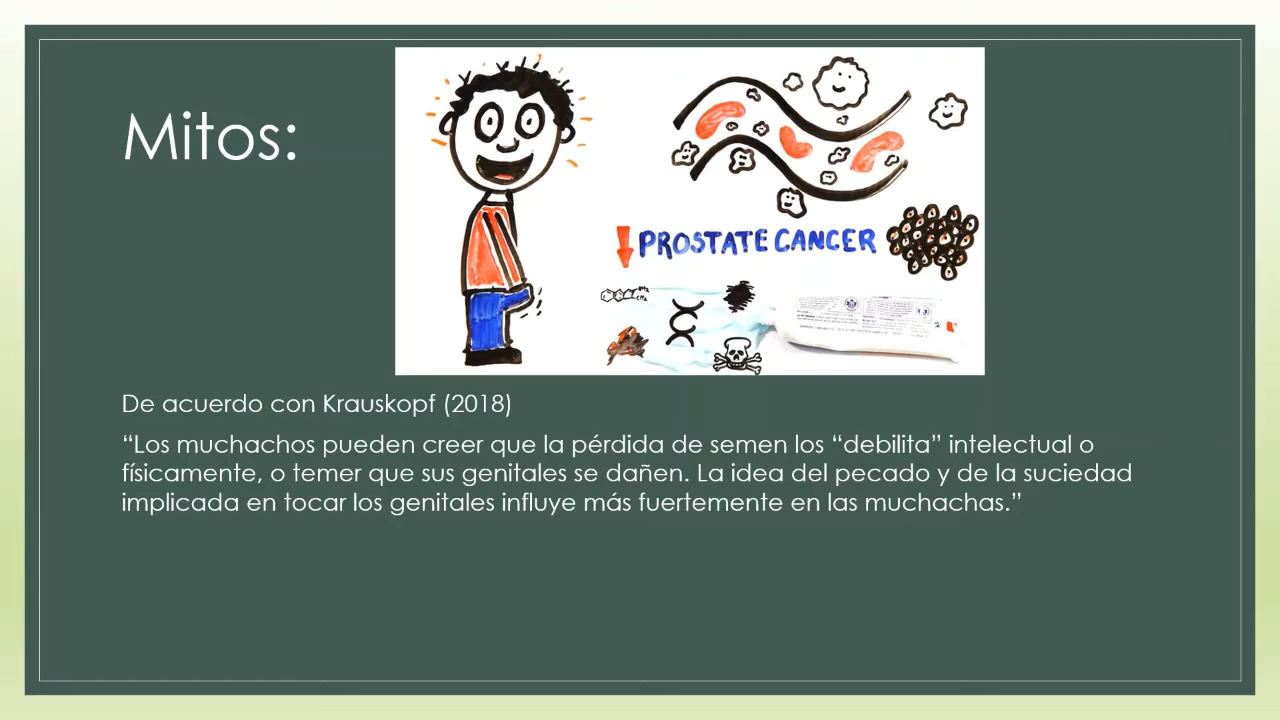 Mitos:
PROSTATE CANCER
De acuerdo con Krauskopf (2018)
“Los muchachos pueden creer que la pérdida de semen los “debilita” intelectual o
físicamente, o temer que sus genitales se dañen. La idea del pecado y de la suciedad
implicada en tocar los genitales influye más fuertemente en las muchachas.”